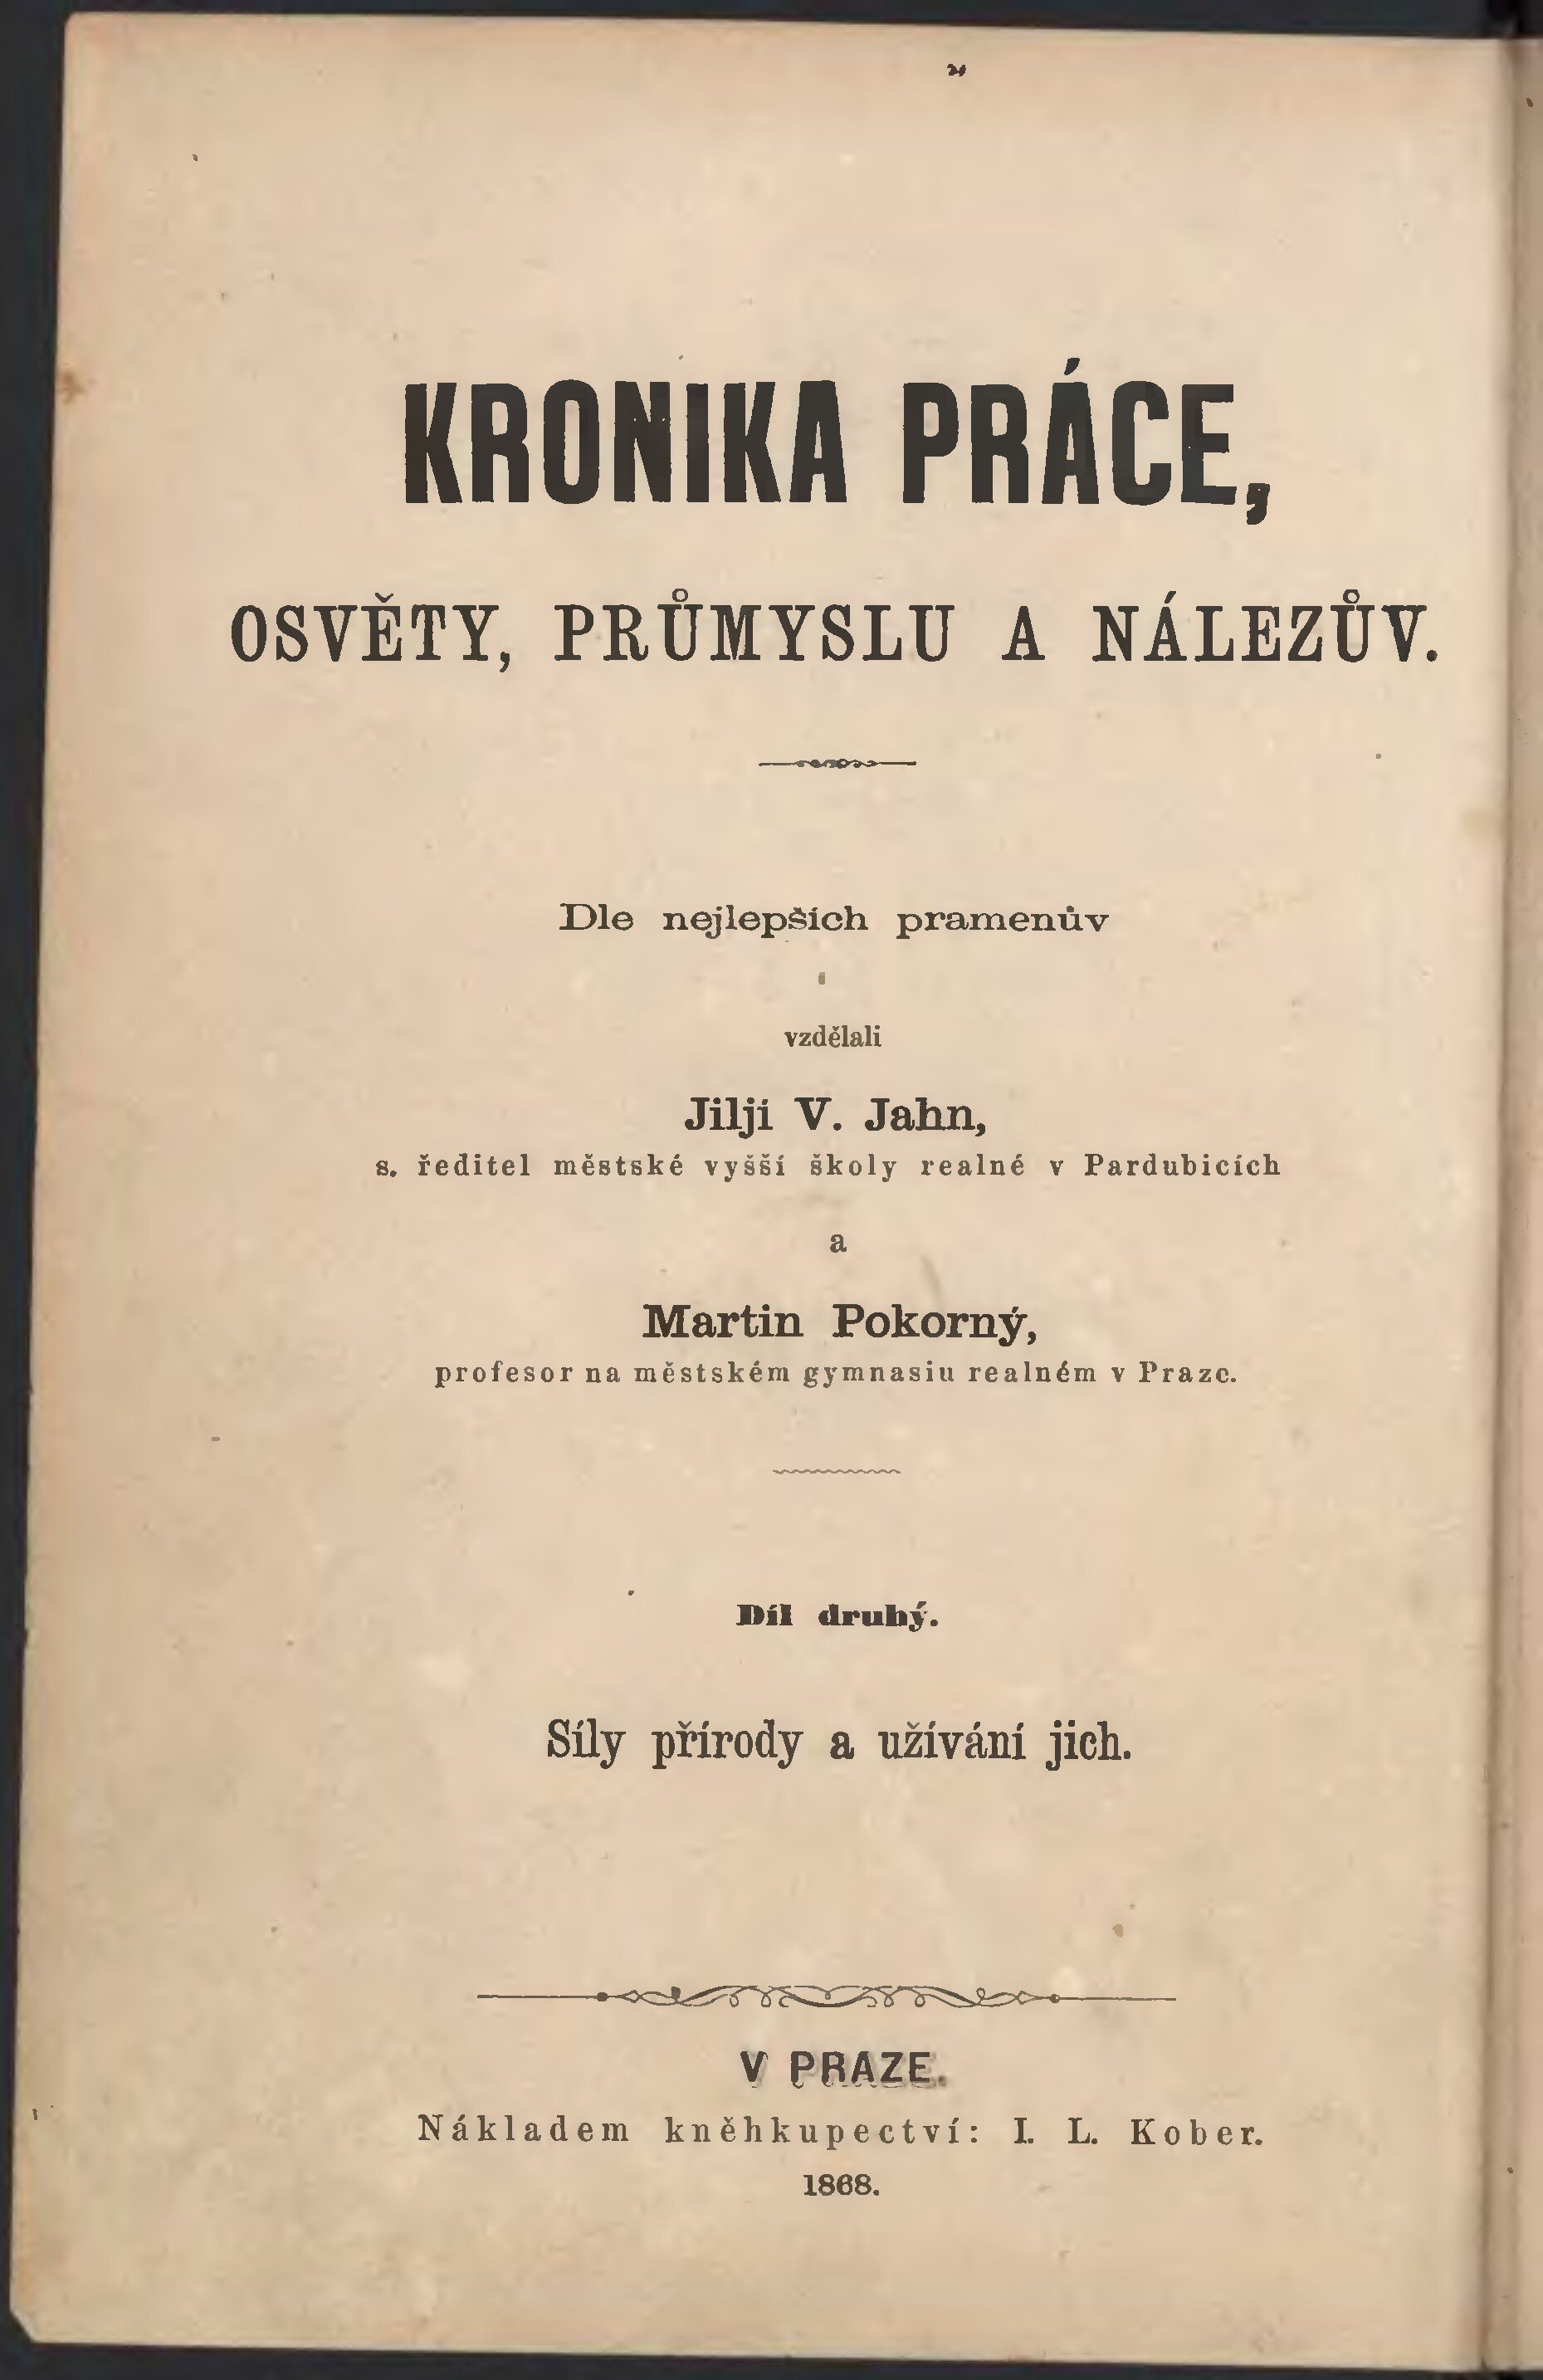 KRONIKA PRÁCE,
OSVĚTY, PRŮMYSLU A NÁLEZŮV.
Dle nejlepších pramenův
vzdělali
Jiljí V. Jahn,
s. ředitel městské vyšší školy realné v Pardubicích
a
Martin Pokorný,
profesor na městském gymnasiu realném v Praze.
Díl druhý.
Síly přírody a užívání jich.
V PRAZE.
Nákladem kněhkupectví: I. L. Kober.
1868.